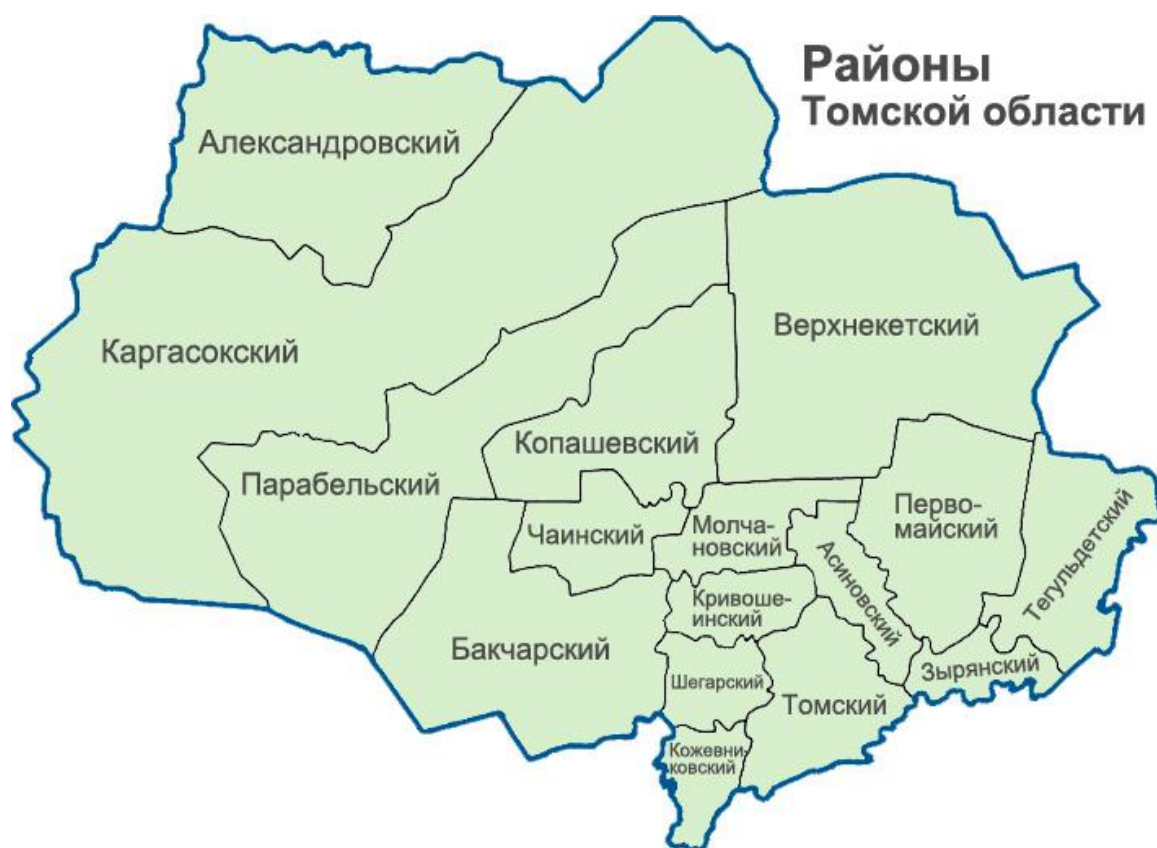 Районы
Томской области
Александровский
Каргасокский
Верхнекетский
Копашевский
Парабельский
Перво-
майский
Чаинский
Молча-
новский
Асиновский
Тегульдетский
Кривоше-
инский
Бакчарский
Зырянский
Шегарский
Томский
Кожевни-
ковский